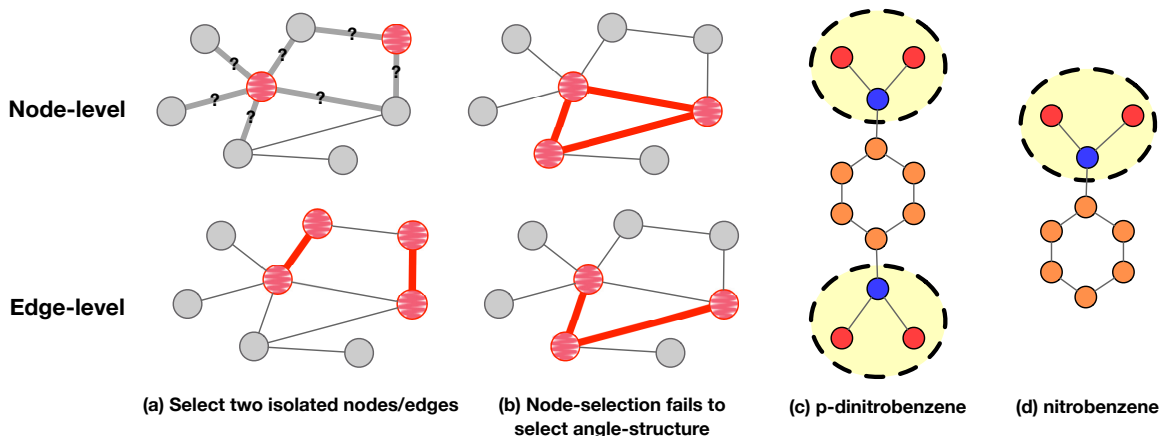 Node-level
?
?
?
?
?
?
?
Edge-level
(a) Select two isolated nodes/edges
(b) Node-selection fails to
select angle-structure
(c) p-dinitrobenzene
(d) nitrobenzene